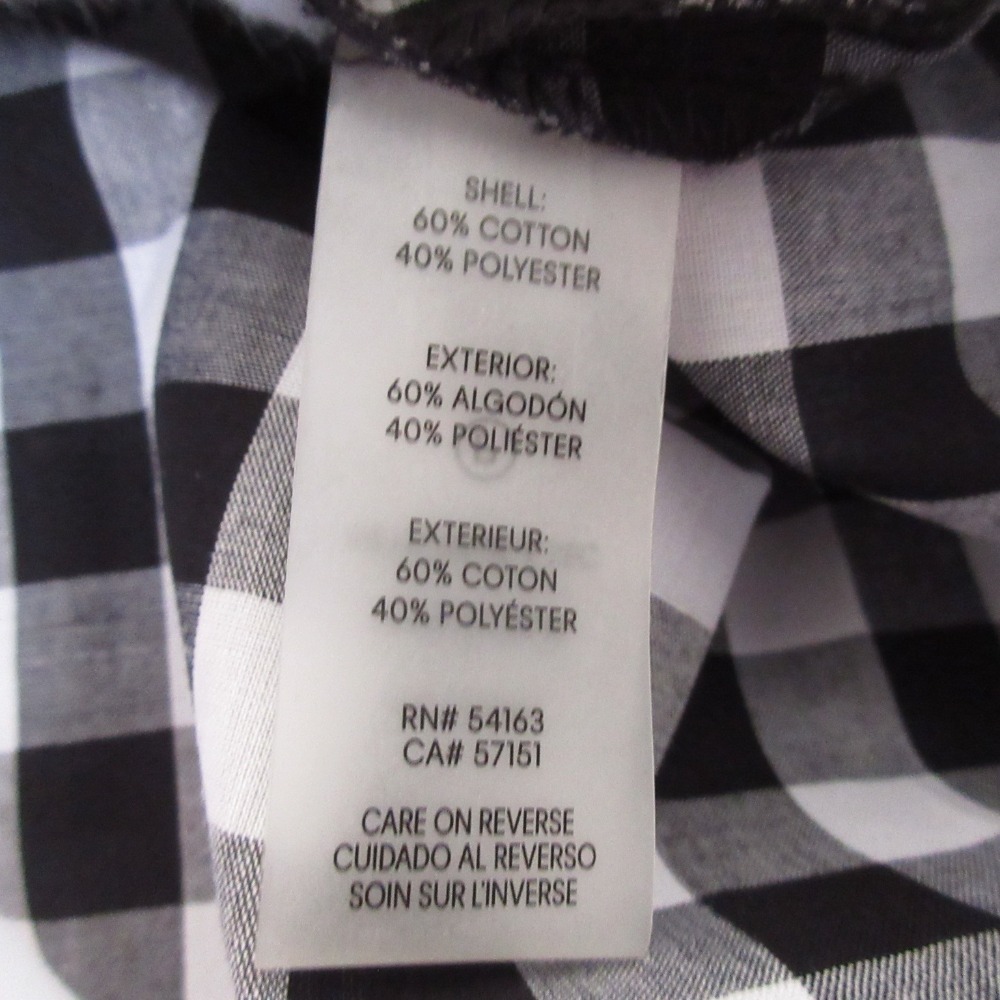 SHELL:
60% COTTON
40% POLYESTER
EXTERIOR:
60% ALGODÓN
40% POLIÉSTER
EXTERIEUR:
60% COTON
40% POLYÉSTER
RN# 54163
CA# 57151
CARE ON REVERSE
CUIDADO AL REVERSO
SOIN SUR L'INVERSE